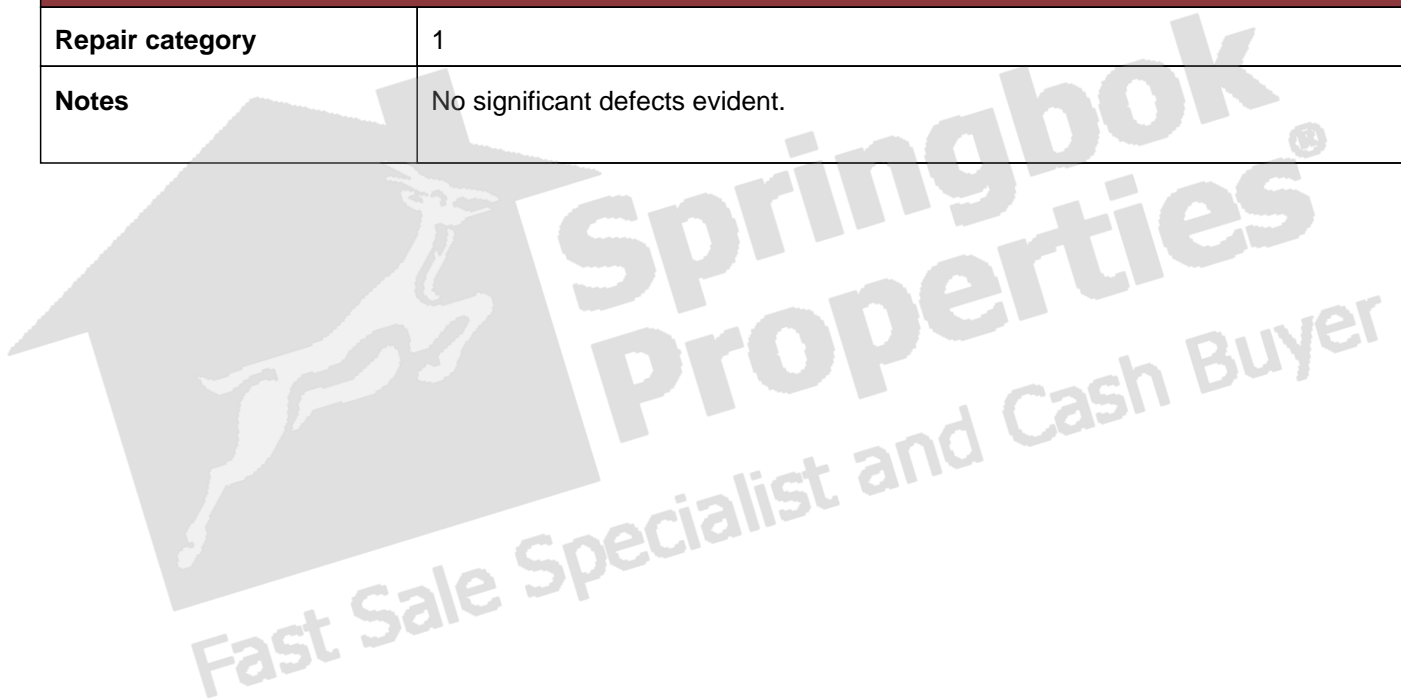 Repair category 1
Notes No significant defects evident.
Springbok
Properties®
Fast Sale Specialist and Cash Buyer